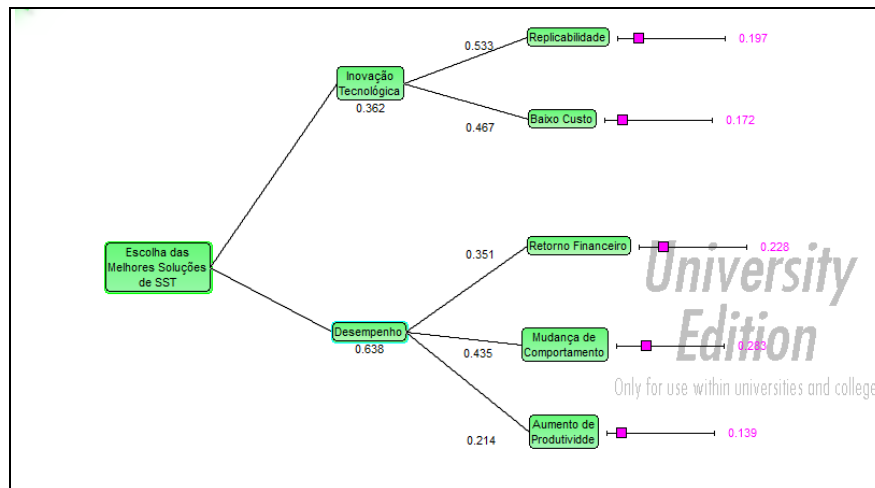 0.533
Replicabilidade
0.197
Inovação
Tecnológica
0.362
0.467
Baixo Custo
0.172
Escolha das
Melhores Soluções
de SST
0.351
Retorno Financeiro
0.228
University
Edition
Only for use within universities and college
Desempenho
0.638
0.435
Mudança de
Comportamento
0.283
0.214
Aumento de
Produtividde
0.139